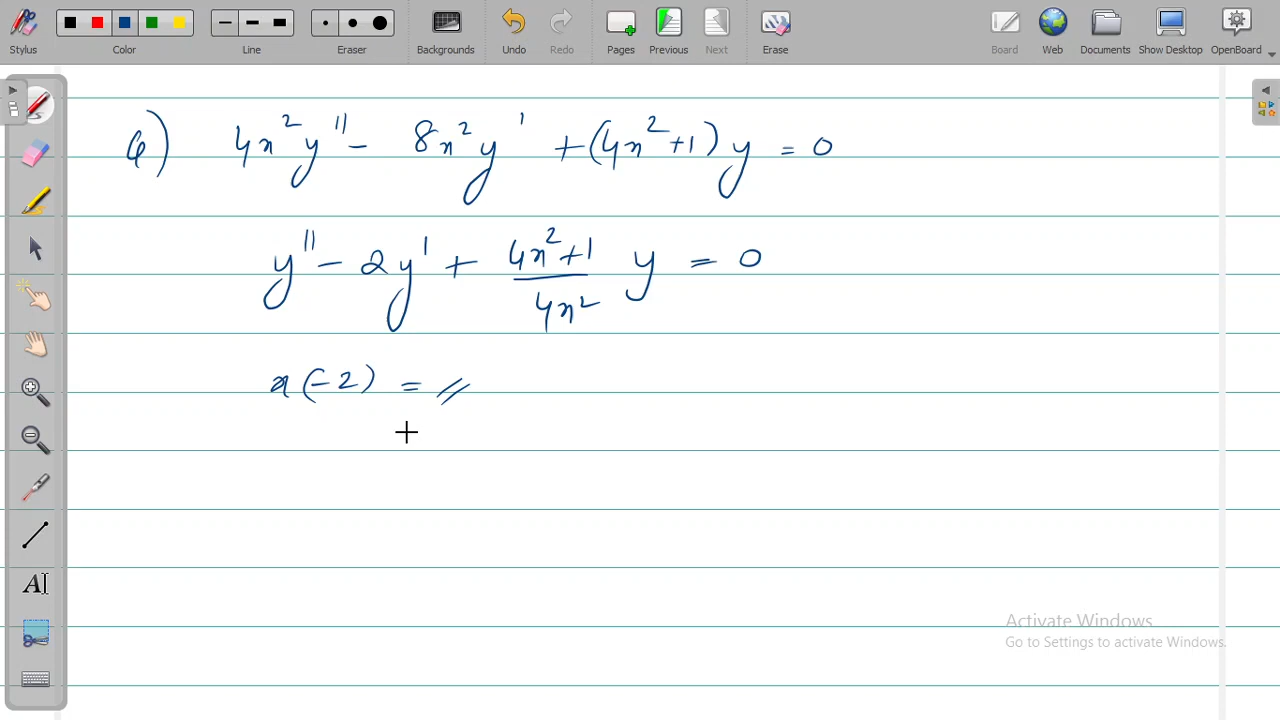 Stylus Color Line Eraser Backgrounds Undo Redo Pages Previous Next Erase Board Web Documents Show Desktop OpenBoard
Q) 4x²y'' - 8x²y' + (4x²+1)y = 0
y'' - 2y' + (4x²+1)/(4x²) y = 0
x(-2) = //
A
Activate Windows
Go to Settings to activate Windows.